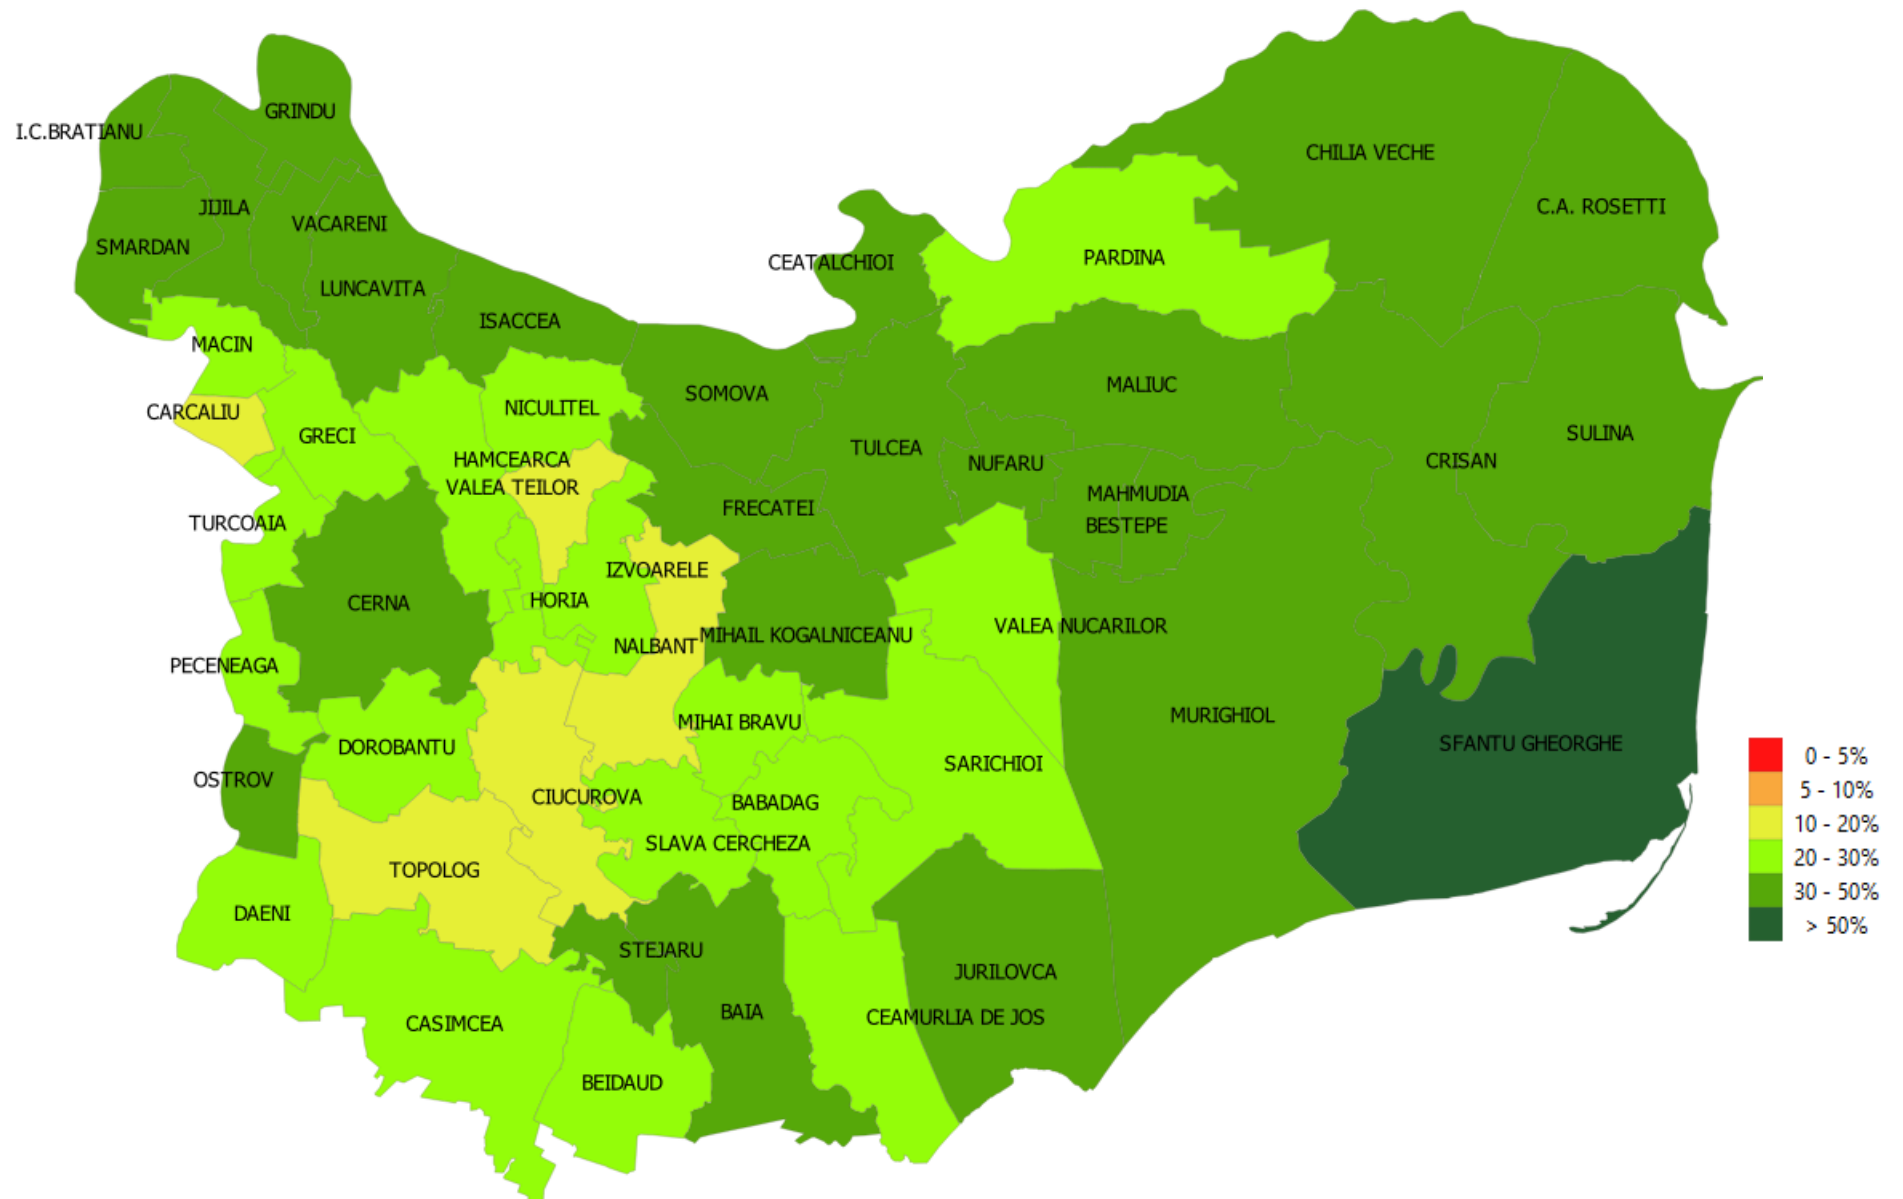 GRINDU
I.C.BRATIANU
CHILIA VECHE
JIJILA
C.A. ROSETTI
VACARENI
SMARDAN
PARDINA
CEATALCHIOI
LUNCAVITA
ISACCEA
MACIN
MALIUC
SOMOVA
CARCALIU
NICULITEL
GRECI
SULINA
TULCEA
HAMCEARCA
CRISAN
NUFARU
VALEA TEILOR
MAHMUDIA
FRECATEI
TURCOAIA
BESTEPE
IZVOARELE
HORIA
CERNA
VALEA NUCARILOR
MIHAIL KOGALNICEANU
NALBANT
PECENEAGA
MURIGHIOL
MIHAI BRAVU
SFANTU GHEORGHE
DOROBANTU
0 - 5%
SARICHIOI
OSTROV
5 - 10%
CIUCUROVA
BABADAG
10 - 20%
SLAVA CERCHEZA
20 - 30%
TOPOLOG
30 - 50%
DAENI
> 50%
STEJARU
JURILOVCA
BAIA
CEAMURLIA DE JOS
CASIMCEA
BEIDAUD